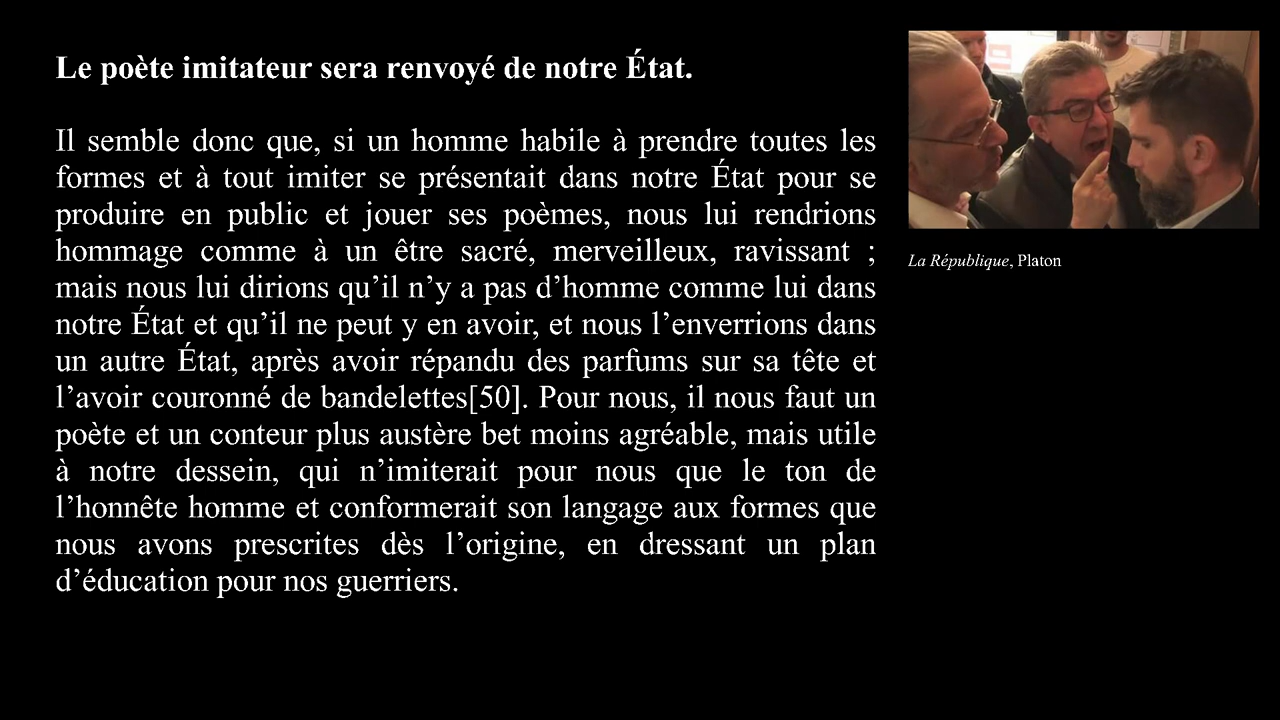 Le poète imitateur sera renvoyé de notre État.
Il semble donc que, si un homme habile à prendre toutes les
formes et à tout imiter se présentait dans notre État pour se
produire en public et jouer ses poèmes, nous lui rendrions
hommage comme à un être sacré, merveilleux, ravissant ;
mais nous lui dirions qu’il n’y a pas d’homme comme lui dans
notre État et qu’il ne peut y en avoir, et nous l’enverrions dans
un autre État, après avoir répandu des parfums sur sa tête et
l’avoir couronné de bandelettes[50]. Pour nous, il nous faut un
poète et un conteur plus austère bet moins agréable, mais utile
à notre dessein, qui n’imiterait pour nous que le ton de
l’honnête homme et conformerait son langage aux formes que
nous avons prescrites dès l’origine, en dressant un plan
d’éducation pour nos guerriers.
La République, Platon